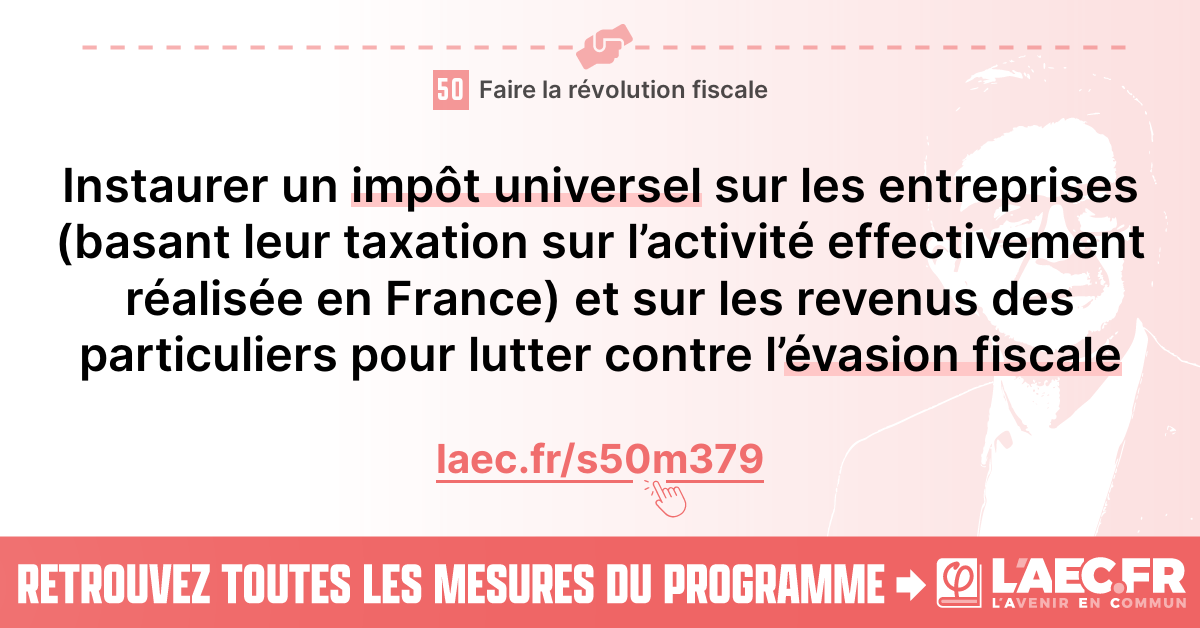 50 Faire la révolution fiscale
Instaurer un impôt universel sur les entreprises
(basant leur taxation sur l’activité effectivement
réalisée en France) et sur les revenus des
particuliers pour lutter contre l’évasion fiscale
laec.fr/s50m379
RETROUVEZ TOUTES LES MESURES DU PROGRAMME
φ L'AEC.FR
L'AVENIR EN COMMUN